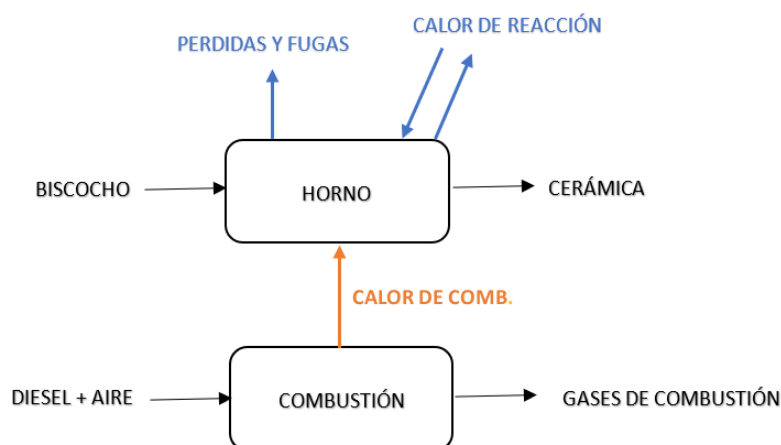 CALOR DE REACCIÓN
PERDIDAS Y FUGAS
BISCOCHO
HORNO
CERÁMICA
CALOR DE COMB.
DIESEL + AIRE
COMBUSTIÓN
GASES DE COMBUSTIÓN